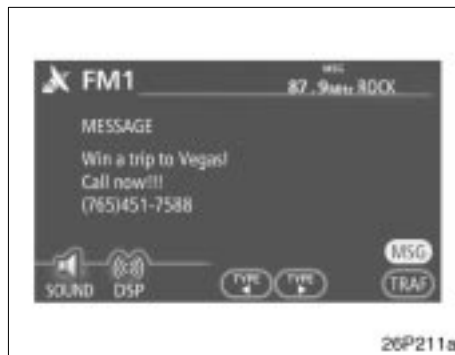 FM1
MSG
87.9MHz ROCK
MESSAGE
Win a trip to Vegas!
Call now!!!
(765)451-7588
MSG
SOUND DSP TYPE TYPE TRAF
26P211a